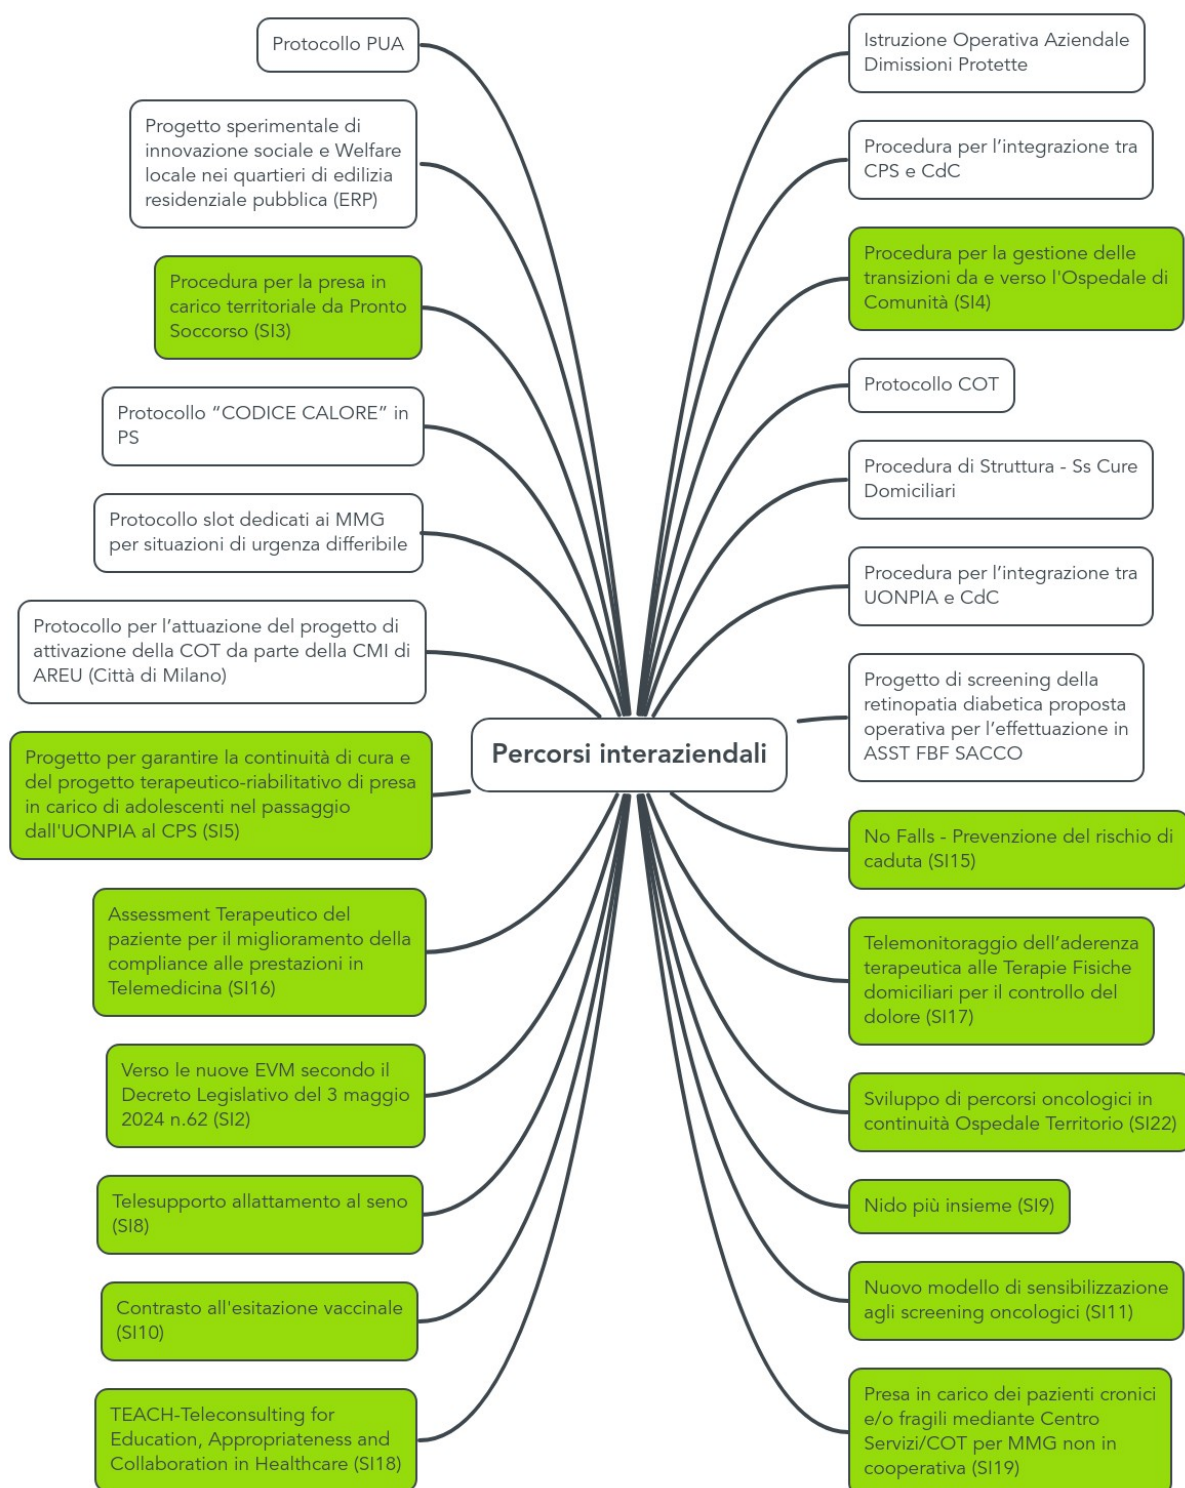 Protocollo PUA
Progetto sperimentale di
innovazione sociale e Welfare
locale nei quartieri di edilizia
residenziale pubblica (ERP)
Procedura per la presa in
carico territoriale da Pronto
Soccorso (SI3)
Protocollo “CODICE CALORE” in
PS
Protocollo slot dedicati ai MMG
per situazioni di urgenza differibile
Protocollo per l’attuazione del progetto di
attivazione della COT da parte della CMI di
AREU (Città di Milano)
Progetto per garantire la continuità di cura e
del progetto terapeutico-riabilitativo di presa
in carico di adolescenti nel passaggio
dall'UONPIA al CPS (SI5)
Assessment Terapeutico del
paziente per il miglioramento della
compliance alle prestazioni in
Telemedicina (SI16)
Verso le nuove EVM secondo il
Decreto Legislativo del 3 maggio
2024 n.62 (SI2)
Telesupporto allattamento al seno
(SI8)
Contrasto all'esitazione vaccinale
(SI10)
TEACH-Teleconsulting for
Education, Appropriateness and
Collaboration in Healthcare (SI18)
Percorsi interaziendali
Istruzione Operativa Aziendale
Dimissioni Protette
Procedura per l’integrazione tra
CPS e CdC
Procedura per la gestione delle
transizioni da e verso l'Ospedale di
Comunità (SI4)
Protocollo COT
Procedura di Struttura - Ss Cure
Domiciliari
Procedura per l’integrazione tra
UONPIA e CdC
Progetto di screening della
retinopatia diabetica proposta
operativa per l’effettuazione in
ASST FBF SACCO
No Falls - Prevenzione del rischio di
caduta (SI15)
Telemonitoraggio dell’aderenza
terapeutica alle Terapie Fisiche
domiciliari per il controllo del
dolore (SI17)
Sviluppo di percorsi oncologici in
continuità Ospedale Territorio (SI22)
Nido più insieme (SI9)
Nuovo modello di sensibilizzazione
agli screening oncologici (SI11)
Presa in carico dei pazienti cronici
e/o fragili mediante Centro
Servizi/COT per MMG non in
cooperativa (SI19)